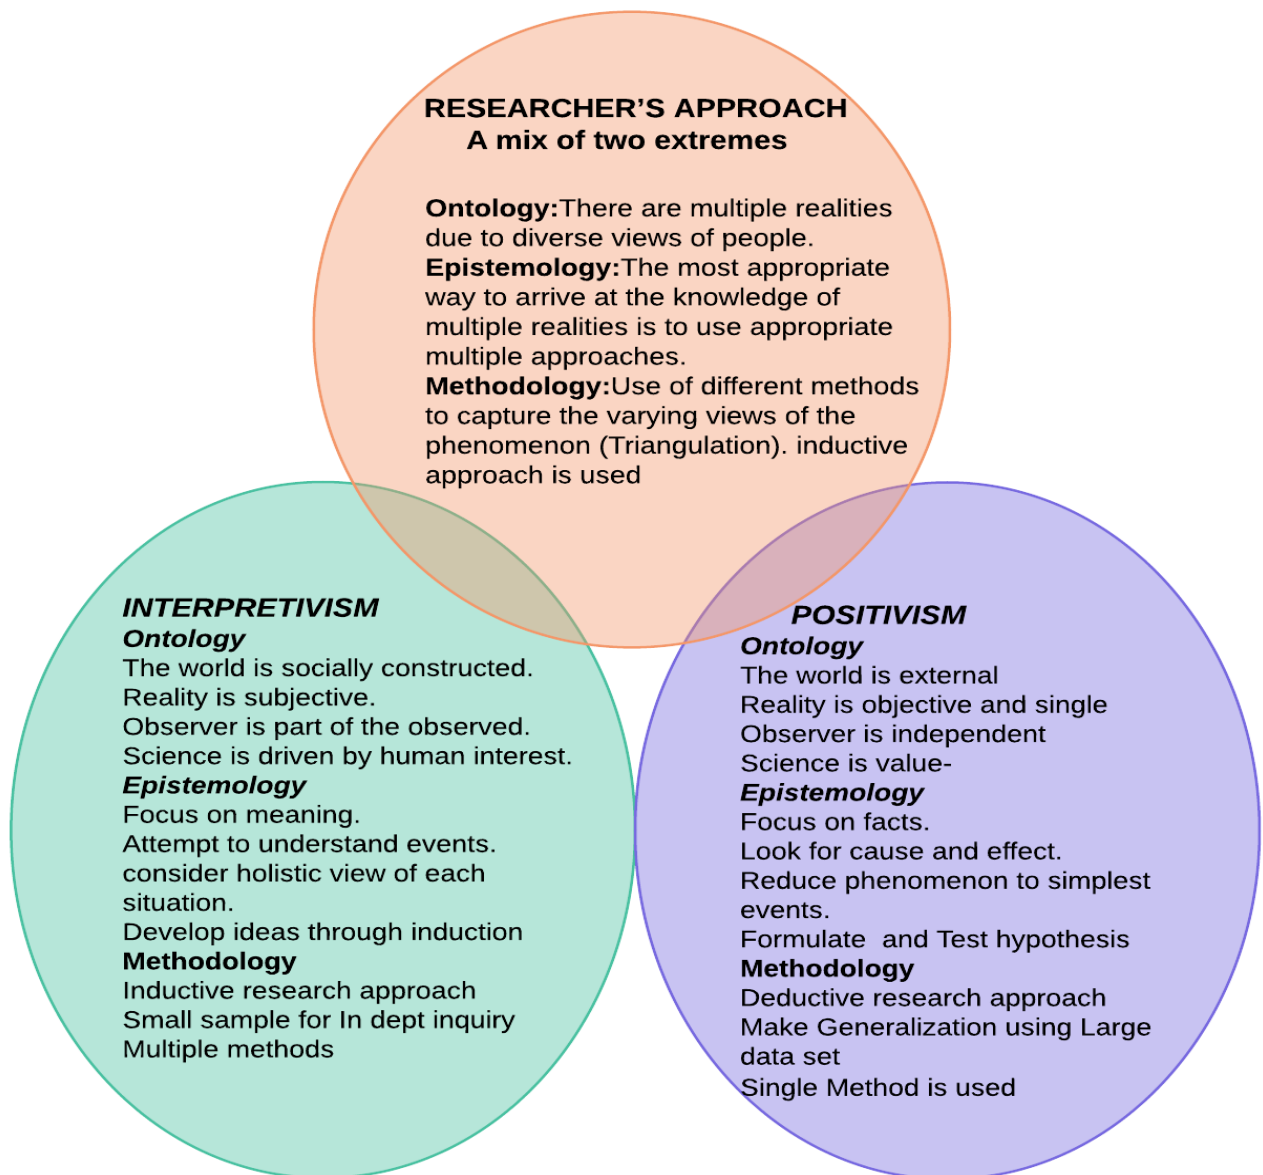 RESEARCHER’S APPROACH
A mix of two extremes
Ontology:There are multiple realities
due to diverse views of people.
Epistemology:The most appropriate
way to arrive at the knowledge of
multiple realities is to use appropriate
multiple approaches.
Methodology:Use of different methods
to capture the varying views of the
phenomenon (Triangulation). inductive
approach is used
INTERPRETIVISM
Ontology
The world is socially constructed.
Reality is subjective.
Observer is part of the observed.
Science is driven by human interest.
Epistemology
Focus on meaning.
Attempt to understand events.
consider holistic view of each
situation.
Develop ideas through induction
Methodology
Inductive research approach
Small sample for In dept inquiry
Multiple methods
POSITIVISM
Ontology
The world is external
Reality is objective and single
Observer is independent
Science is value-
Epistemology
Focus on facts.
Look for cause and effect.
Reduce phenomenon to simplest
events.
Formulate  and Test hypothesis
Methodology
Deductive research approach
Make Generalization using Large
data set
Single Method is used